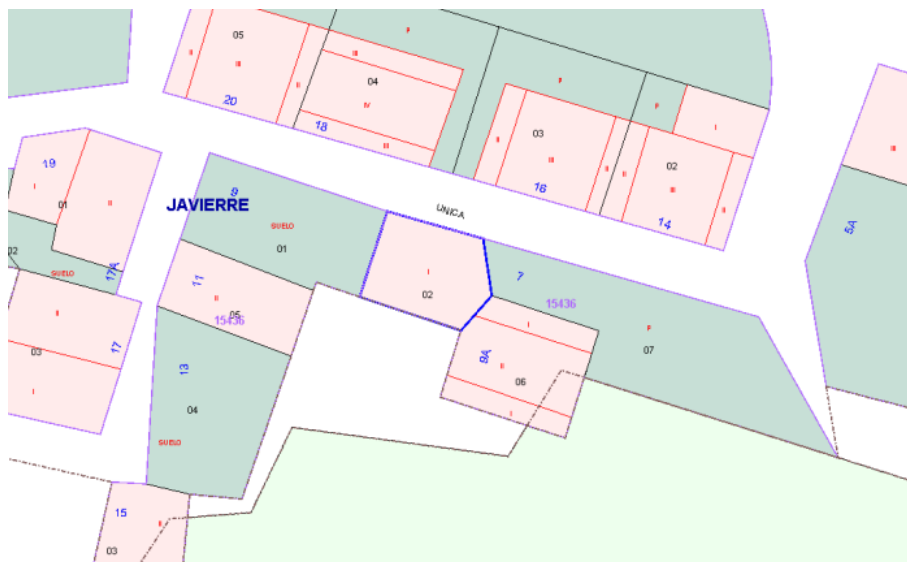 P
05
II
III
II
III
04
IV
III
20
18
P
P
I
03
II
III
II
II
02
III
II
16
14
III
5A
19
I
01
II
02
SUELO
17A
II
03
17
I
9
JAVIERRE
UNICA
SUELO
01
11
II
05
15436
13
04
SUELO
I
02
7
15436
I
9A
II
06
I
P
07
15
II
03